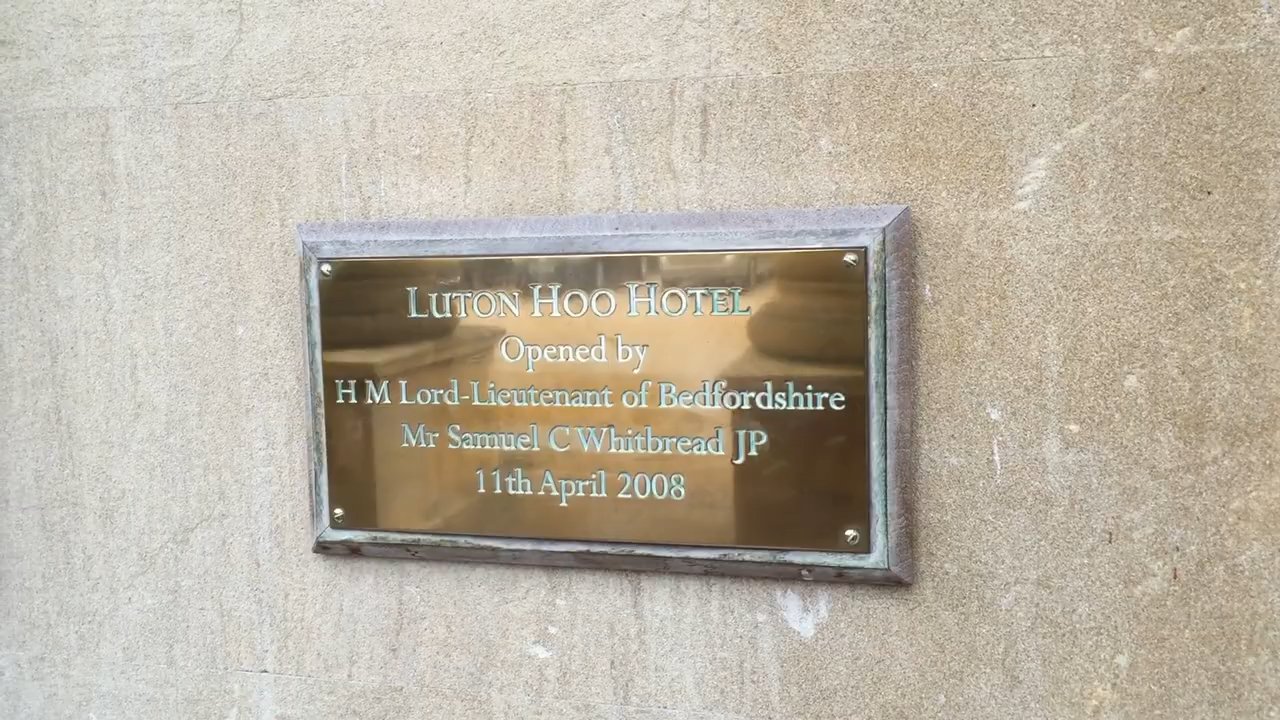 LUTON HOO HOTEL
Opened by
H M Lord-Lieutenant of Bedfordshire
Mr Samuel C Whitbread JP
11th April 2008